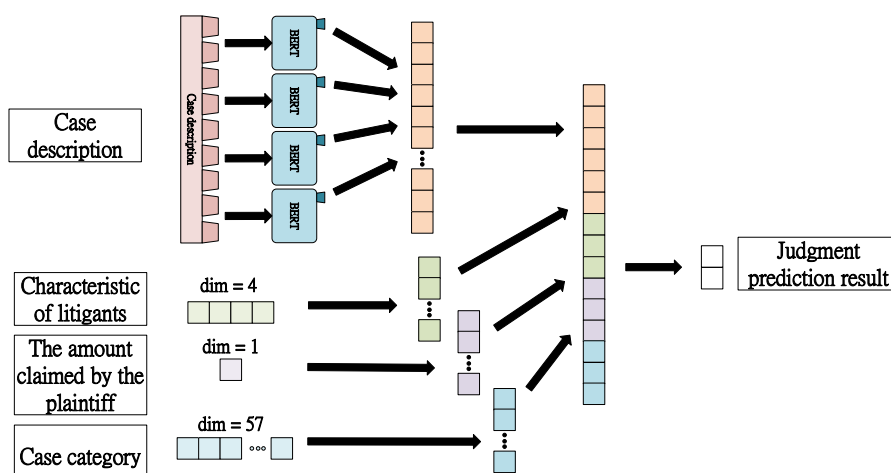 Case
description
Case description
BERT
BERT
BERT
BERT
Characteristic
of litigants
dim = 4
The amount
claimed by the
plaintiff
dim = 1
Case category
dim = 57
Judgment
prediction result